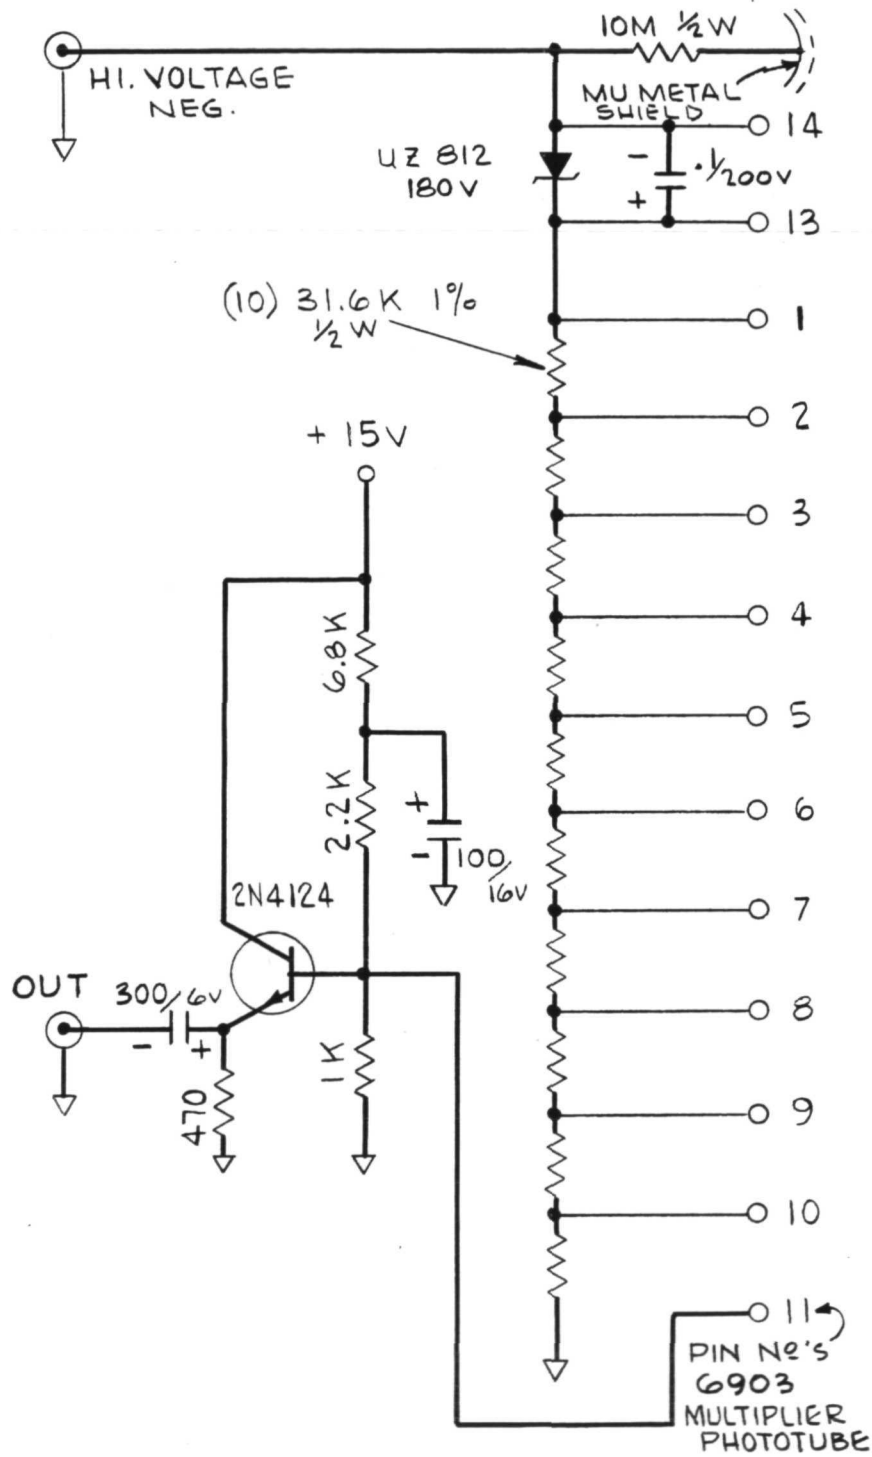 10M ½W
HI. VOLTAGE
NEG.
MU METAL
SHIELD
14
UZ 812
180V
-
.1/200V
+
13
(10) 31.6K 1%
½ W
1
2
+ 15V
3
6.8K
4
5
2.2K
+
-
100/16V
6
2N4124
7
OUT
300/6V
-
+
8
1K
470
9
10
11
PIN Nº'S
6903
MULTIPLIER
PHOTOTUBE